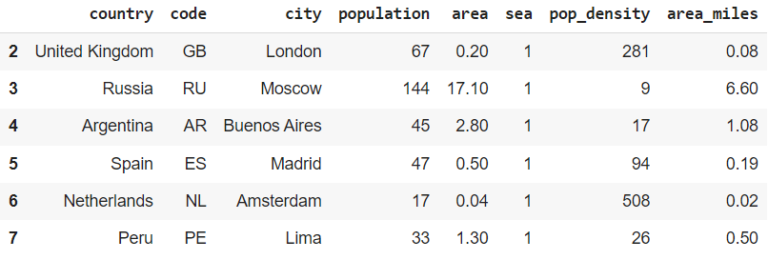 country code city population area sea pop_density area_miles
2 United Kingdom GB London 67 0.20 1 281 0.08
3 Russia RU Moscow 144 17.10 1 9 6.60
4 Argentina AR Buenos Aires 45 2.80 1 17 1.08
5 Spain ES Madrid 47 0.50 1 94 0.19
6 Netherlands NL Amsterdam 17 0.04 1 508 0.02
7 Peru PE Lima 33 1.30 1 26 0.50